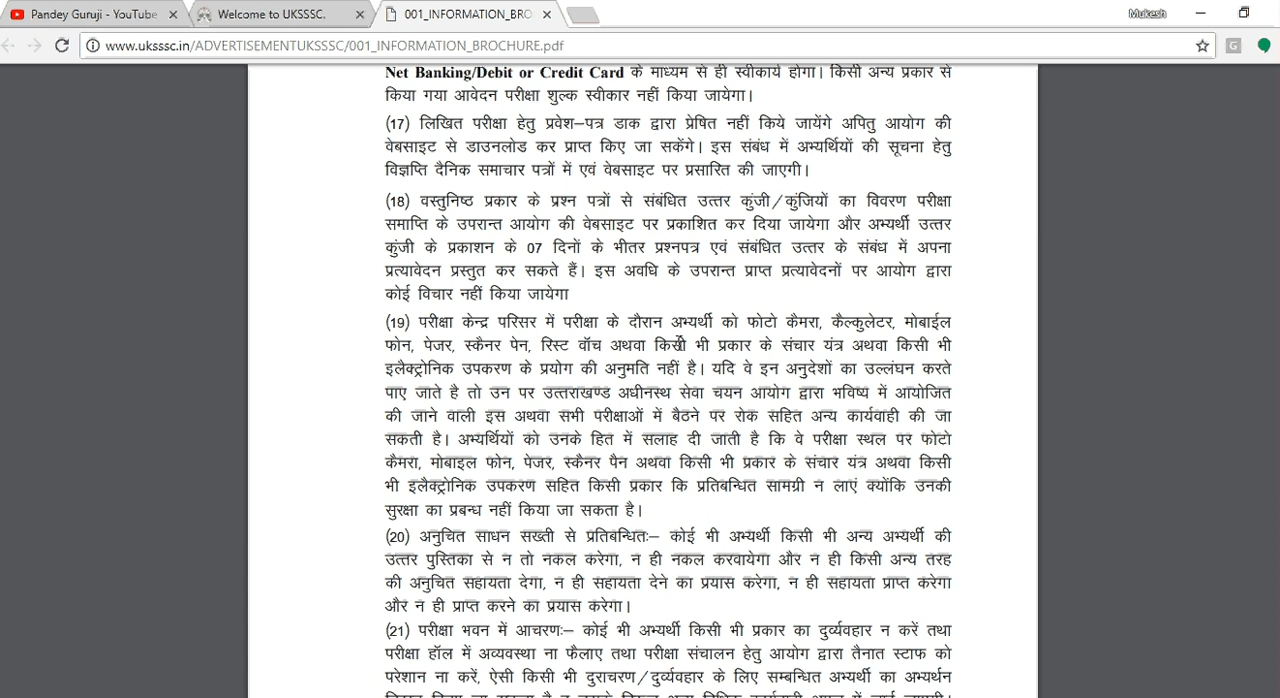 Pandey Guruji - YouTube
Welcome to UKSSSC.
001_INFORMATION_BRO
Mukesh
www.uksssc.in/ADVERTISEMENTUKSSSC/001_INFORMATION_BROCHURE.pdf
Net Banking/Debit or Credit Card के माध्यम से ही स्वीकार्य होगा। किसी अन्य प्रकार से
किया गया आवेदन परीक्षा शुल्क स्वीकार नहीं किया जायेगा।
(17) लिखित परीक्षा हेतु प्रवेश–पत्र डाक द्वारा प्रेषित नहीं किये जायेंगे अपितु आयोग की
वेबसाइट से डाउनलोड कर प्राप्त किए जा सकेंगे। इस संबंध में अभ्यर्थियों की सूचना हेतु
विज्ञप्ति दैनिक समाचार पत्रों में एवं वेबसाइट पर प्रसारित की जाएगी।
(18) वस्तुनिष्ठ प्रकार के प्रश्न पत्रों से संबंधित उत्तर कुंजी/कुंजियों का विवरण परीक्षा
समाप्ति के उपरान्त आयोग की वेबसाइट पर प्रकाशित कर दिया जायेगा और अभ्यर्थी उत्तर
कुंजी के प्रकाशन के 07 दिनों के भीतर प्रश्नपत्र एवं संबंधित उत्तर के संबंध में अपना
प्रत्यावेदन प्रस्तुत कर सकते हैं। इस अवधि के उपरान्त प्राप्त प्रत्यावेदनों पर आयोग द्वारा
कोई विचार नहीं किया जायेगा
(19) परीक्षा केन्द्र परिसर में परीक्षा के दौरान अभ्यर्थी को फोटो कैमरा, कैल्कुलेटर, मोबाईल
फोन, पेजर, स्कैनर पेन, रिस्ट वॉच अथवा किसी भी प्रकार के संचार यंत्र अथवा किसी भी
इलैक्ट्रोनिक उपकरण के प्रयोग की अनुमति नहीं है। यदि वे इन अनुदेशों का उल्लंघन करते
पाए जाते है तो उन पर उत्तराखण्ड अधीनस्थ सेवा चयन आयोग द्वारा भविष्य में आयोजित
की जाने वाली इस अथवा सभी परीक्षाओं में बैठने पर रोक सहित अन्य कार्यवाही की जा
सकती है। अभ्यर्थियों को उनके हित में सलाह दी जाती है कि वे परीक्षा स्थल पर फोटो
कैमरा, मोबाइल फोन, पेजर, स्कैनर पैन अथवा किसी भी प्रकार के संचार यंत्र अथवा किसी
भी इलैक्ट्रोनिक उपकरण सहित किसी प्रकार कि प्रतिबन्धित सामग्री न लाएं क्योंकि उनकी
सुरक्षा का प्रबन्ध नहीं किया जा सकता है।
(20) अनुचित साधन सख्ती से प्रतिबन्धितः– कोई भी अभ्यर्थी किसी भी अन्य अभ्यर्थी की
उत्तर पुस्तिका से न तो नकल करेगा, न ही नकल करवायेगा और न ही किसी अन्य तरह
की अनुचित सहायता देगा, न ही सहायता देने का प्रयास करेगा, न ही सहायता प्राप्त करेगा
और न ही प्राप्त करने का प्रयास करेगा।
(21) परीक्षा भवन में आचरणः– कोई भी अभ्यर्थी किसी भी प्रकार का दुर्व्यवहार न करें तथा
परीक्षा हॉल में अव्यवस्था ना फैलाए तथा परीक्षा संचालन हेतु आयोग द्वारा तैनात स्टाफ को
परेशान ना करें, ऐसी किसी भी दुराचरण/दुर्व्यवहार के लिए सम्बन्धित अभ्यर्थी का अभ्यर्थन